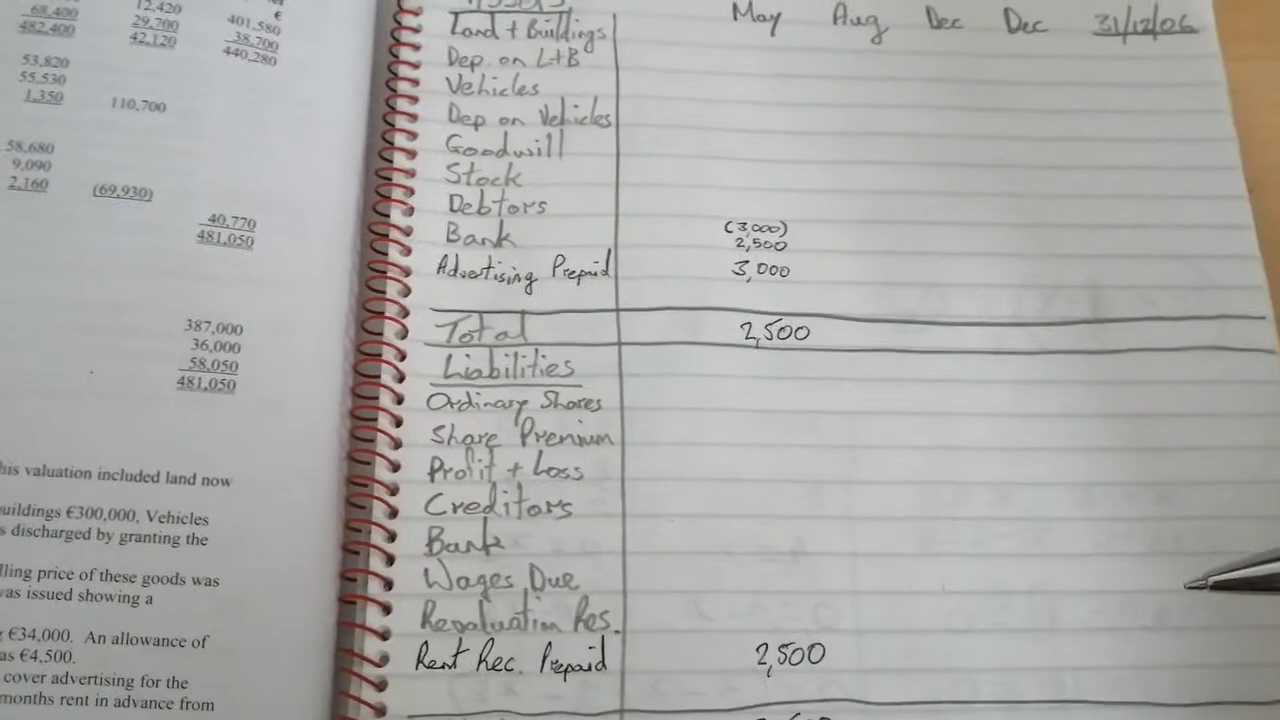 12,420
€
68,400
29,700
401,580
482,400
42,120
38,700
440,280
53,820
55,530
1,350
110,700
58,680
9,090
2,160
(69,930)
40,770
481,050
387,000
36,000
58,050
481,050
his valuation included land now
uildings €300,000, Vehicles
s discharged by granting the
lling price of these goods was
was issued showing a
€34,000. An allowance of
as €4,500.
cover advertising for the
months rent in advance from
May Aug Dec Dec 31/12/06
Land + Buildings
Dep. on L+B
Vehicles
Dep on Vehicles
Goodwill
Stock
Debtors
Bank (3,000)
2,500
Advertising Prepaid 3,000
Total 2,500
Liabilities
Ordinary Shares
Share Premium
Profit + Loss
Creditors
Bank
Wages Due
Revaluation Res.
Rent Rec. Prepaid 2,500